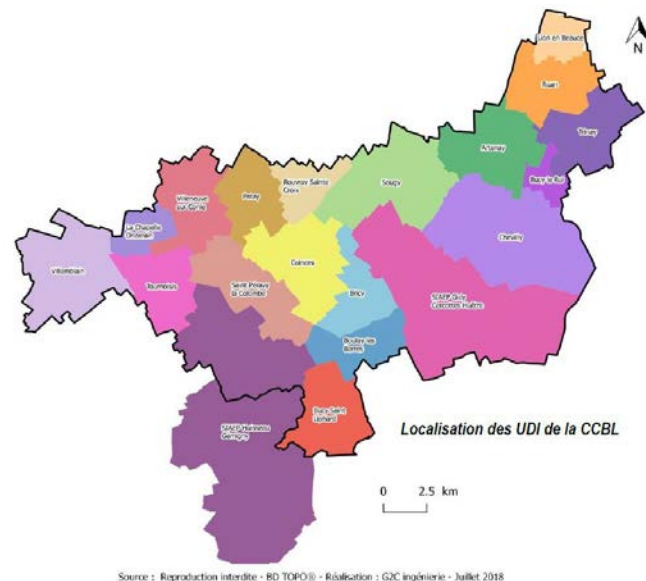 Lion en Beauce
N
Ruan
Trinay
Artenay
Bucy le Roi
Sougy
Rouvray Sainte
Croix
Villeneuve
sur Conie
La Chapelle
Onzerain
Chevilly
Villamblain
Tournoisis
Saint Péravy
la Colombe
Coinces
Bricy
SIAEP Gidy
Cercottes Huêtre
Boulay les
Barres
Bucy Saint
Liphard
SIAEP Huisseau
Gémigny
Localisation des UDI de la CCBL
0 2.5 km
Source : Reproduction interdite - BD TOPO® - Réalisation : G2C ingénierie - Juillet 2018